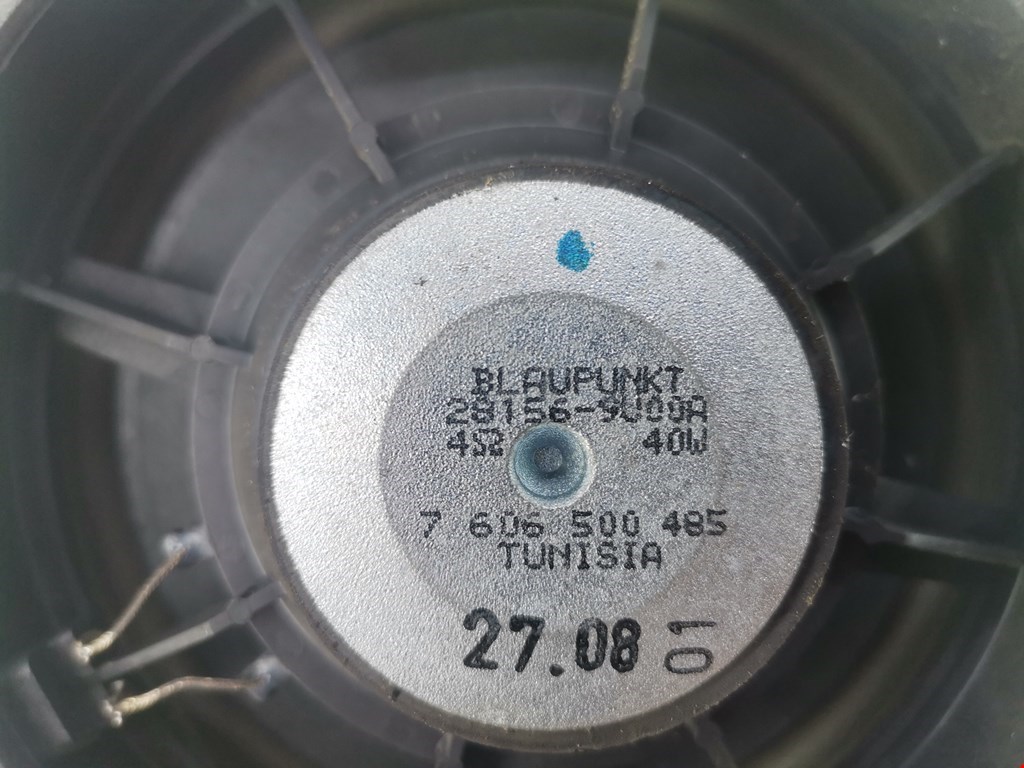 BLAUPUNKT
28156-9U00A
4Ω 40W
7 606 500 485
TUNISIA
27.08 01